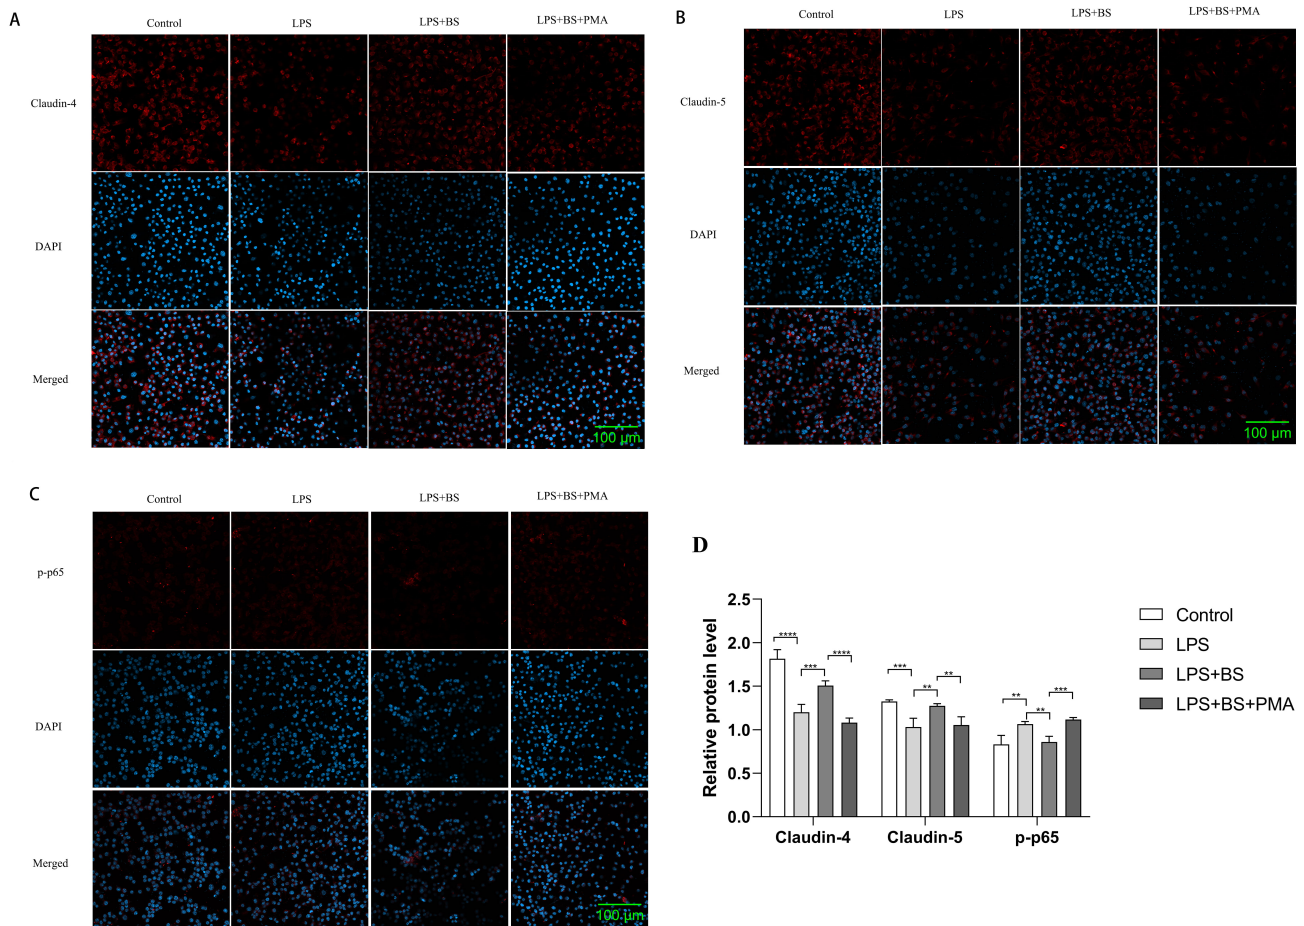 A
Control LPS LPS+BS LPS+BS+PMA
Claudin-4
DAPI
Merged
100 μm
B
Control LPS LPS+BS LPS+BS+PMA
Claudin-5
DAPI
Merged
100 μm
C
Control LPS LPS+BS LPS+BS+PMA
p-p65
DAPI
Merged
100 μm
D
Relative protein level
2.5
2.0
1.5
1.0
0.5
0.0
**** *** ****
*** ** **
** ** ***
Claudin-4 Claudin-5 p-p65
Control
LPS
LPS+BS
LPS+BS+PMA